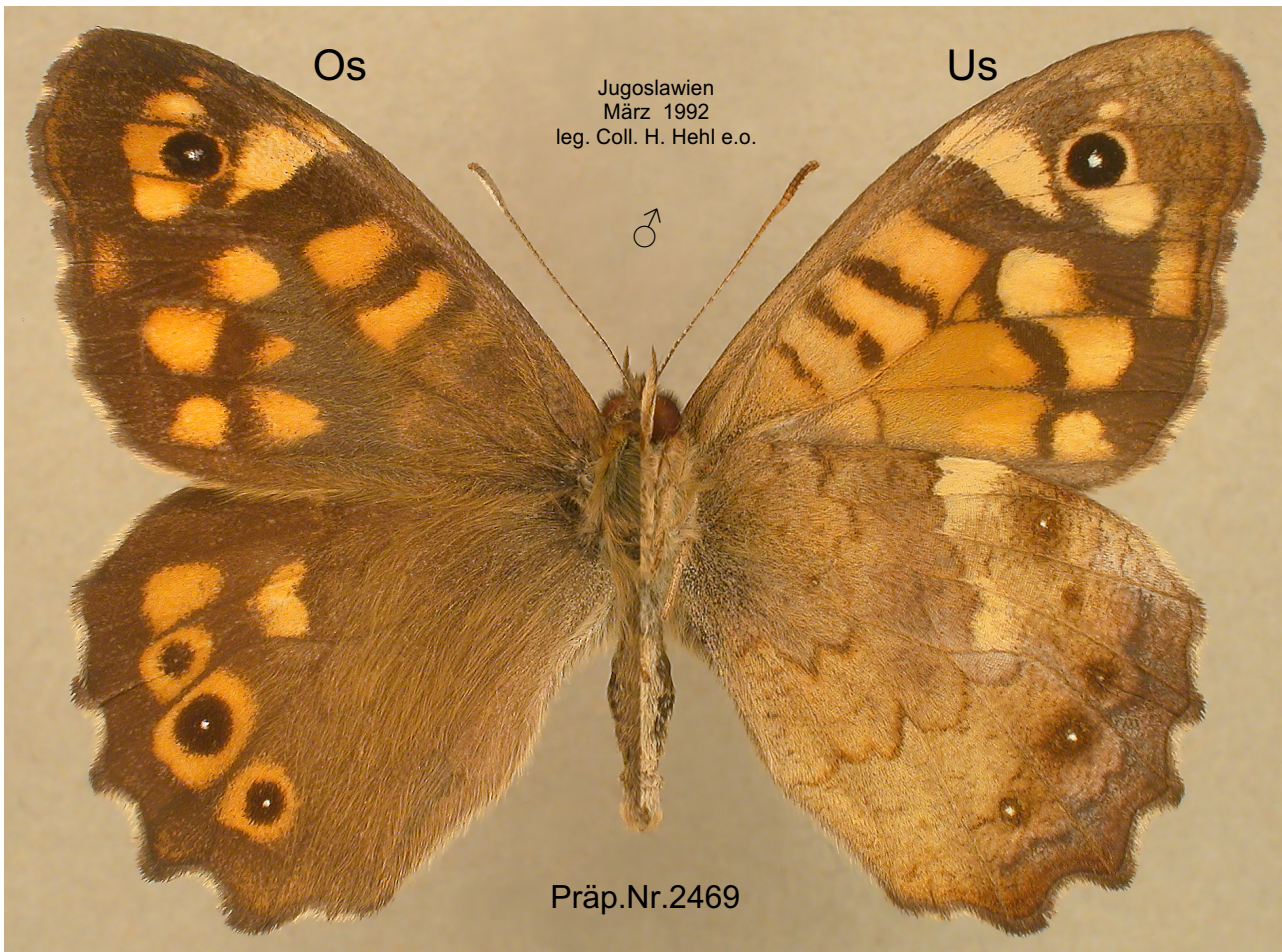 Os
Us
Jugoslawien
März 1992
leg. Coll. H. Hehl e.o.
♂
Präp.Nr.2469